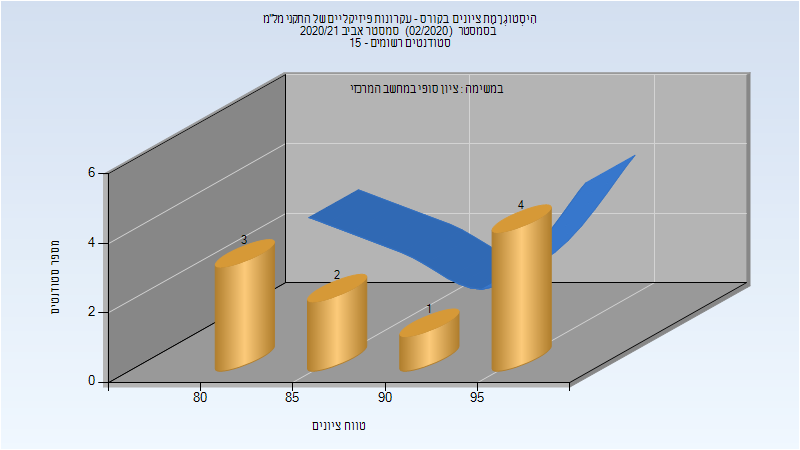 הִיסְטוֹגְרָמַת ציונים בקורס - עקרונות פיזיקליים של התקני מל"מ
בסמסטר  (02/2020)  סמסטר אביב 2020/21
סטודנטים רשומים - 15
במשימה : ציון סופי במחשב המרכזי
6
4
2
0
מספר סטודנטים
3
2
1
4
80
85
90
95
טווח ציונים